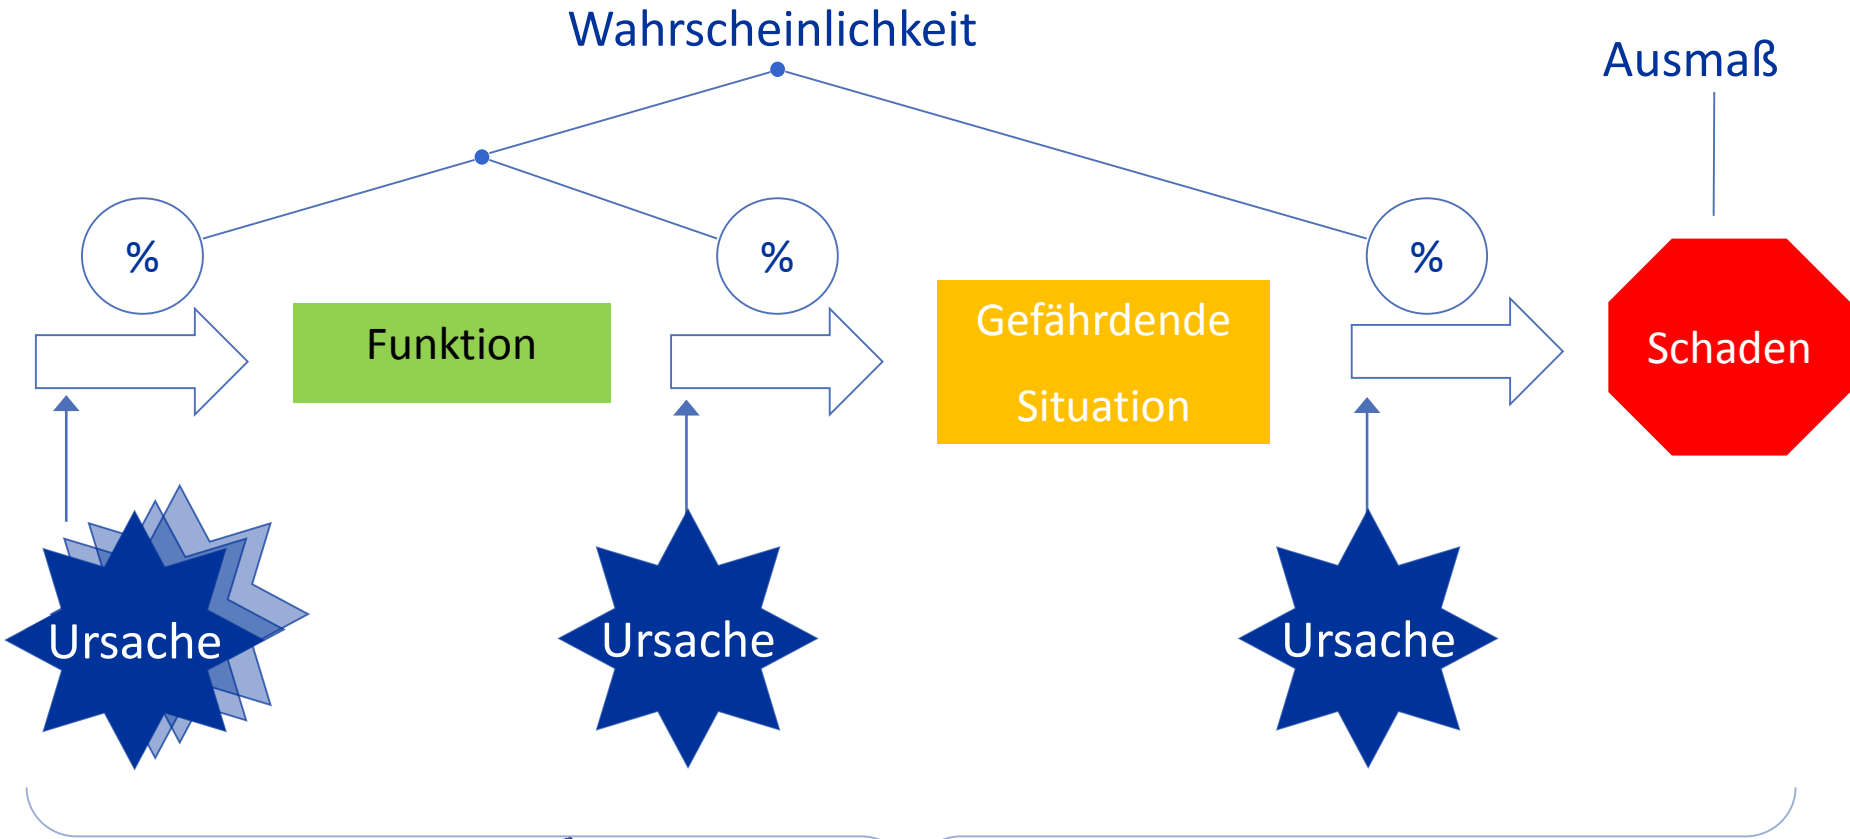 Wahrscheinlichkeit
Ausmaß
%
%
%
Funktion
Gefährdende
Situation
Schaden
Ursache
Ursache
Ursache